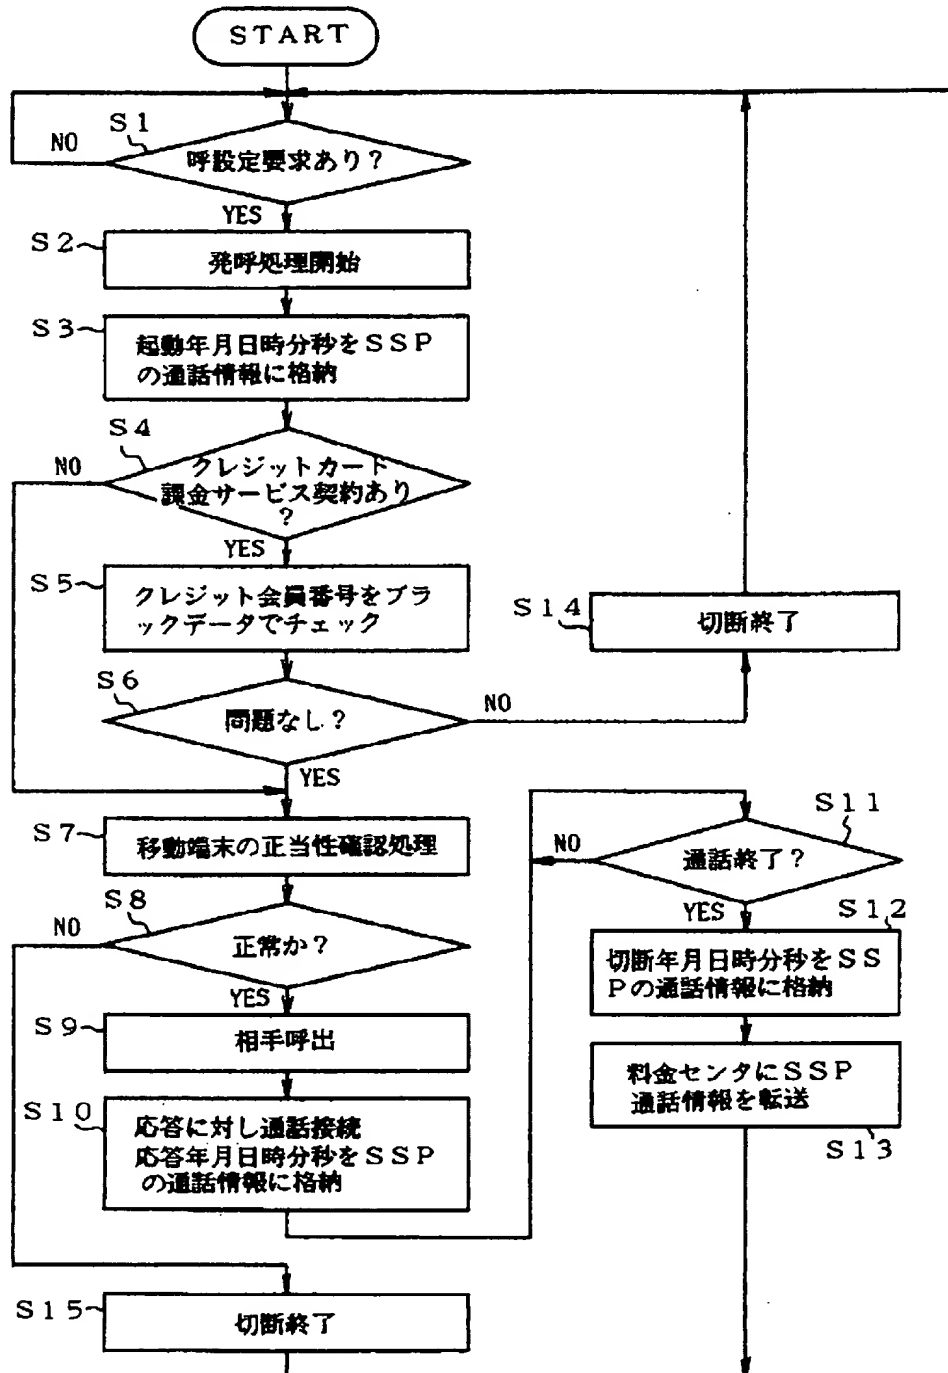 START
S1
NO
呼設定要求あり?
YES
S2
発呼処理開始
S3
起動年月日時分秒をSSP
の通話情報に格納
S4
NO
クレジットカード
課金サービス契約あり
?
YES
S5
クレジット会員番号をブラ
ックデータでチェック
S14
切断終了
S6
問題なし?
NO
YES
S7
移動端末の正当性確認処理
S11
通話終了?
NO
YES
S8
NO
正常か?
YES
S12
切断年月日時分秒をSS
Pの通話情報に格納
S9
相手呼出
料金センタにSSP
通話情報を転送
S13
S10
応答に対し通話接続
応答年月日時分秒をSSP
の通話情報に格納
S15
切断終了